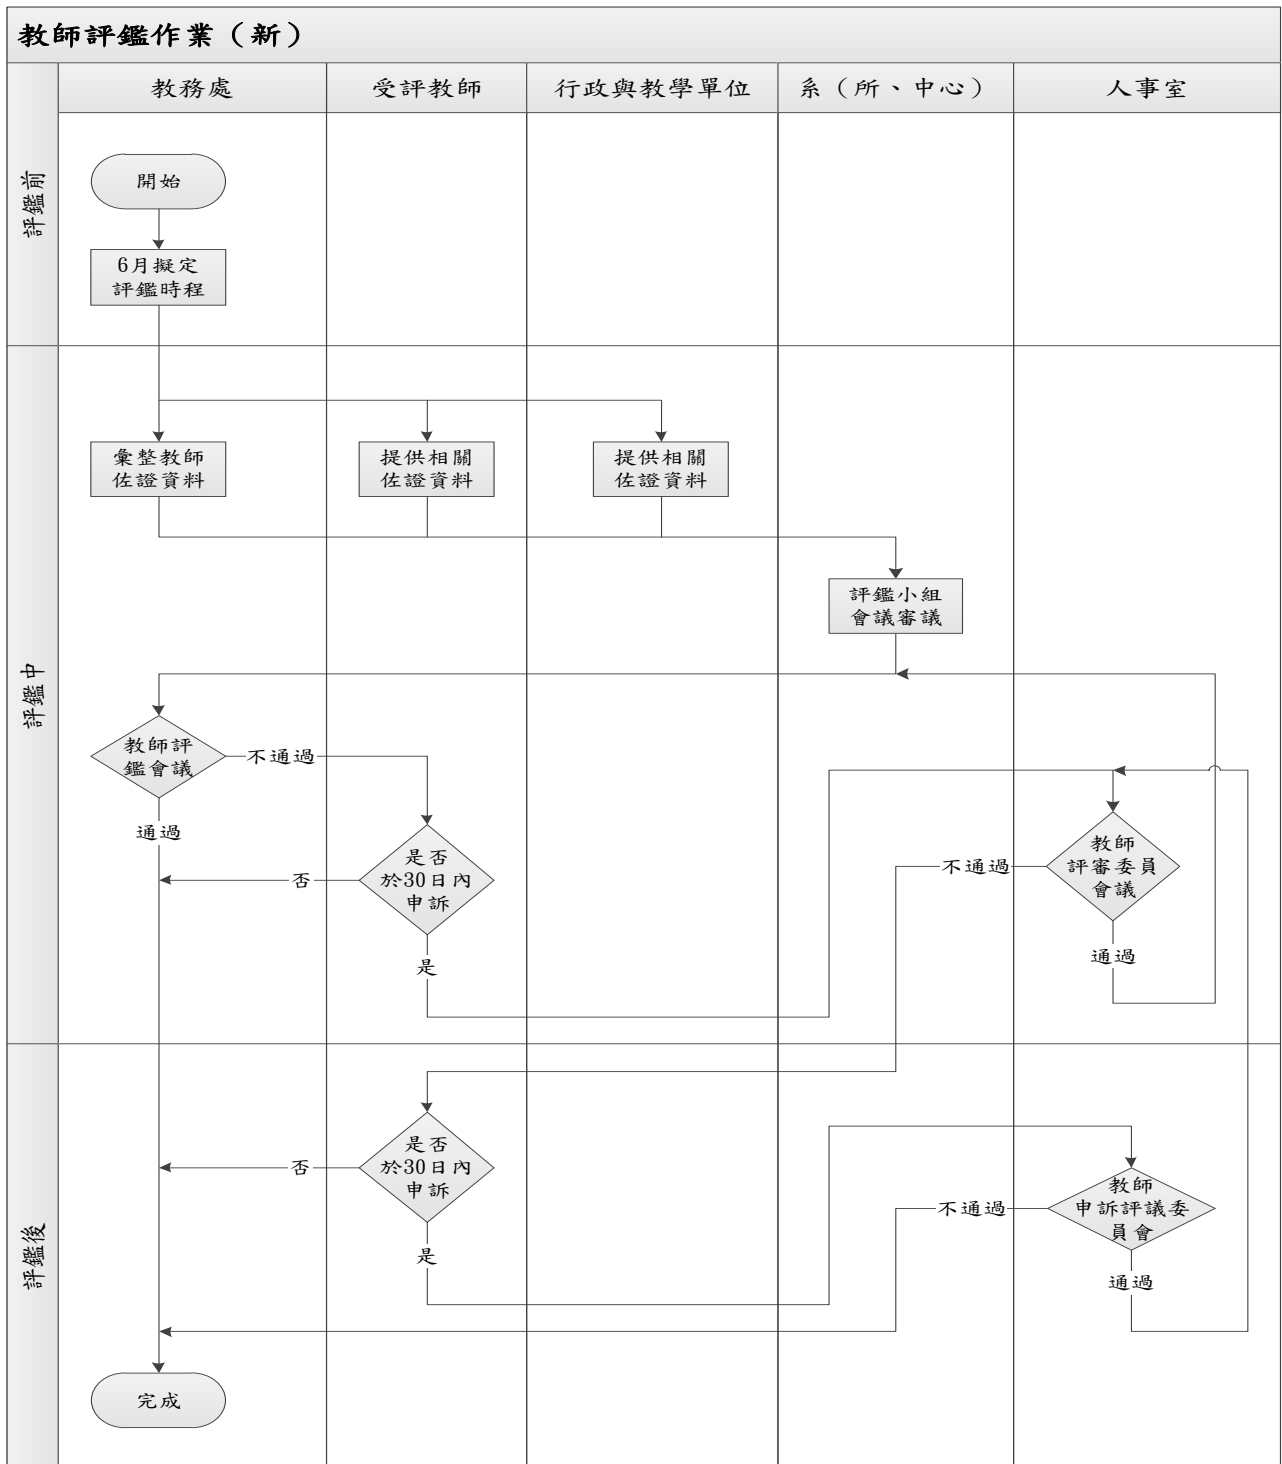 教師評鑑作業（新）
教務處
受評教師
行政與教學單位
系（所、中心）
人事室
評鑑前
開始
6月擬定
評鑑時程
評鑑中
彙整教師
佐證資料
提供相關
佐證資料
提供相關
佐證資料
評鑑小組
會議審議
教師評
鑑會議
不通過
通過
是否
於30日內
申訴
否
是
教師
評審委員
會議
不通過
通過
評鑑後
是否
於30日內
申訴
否
是
教師
申訴評議委
員會
不通過
通過
完成